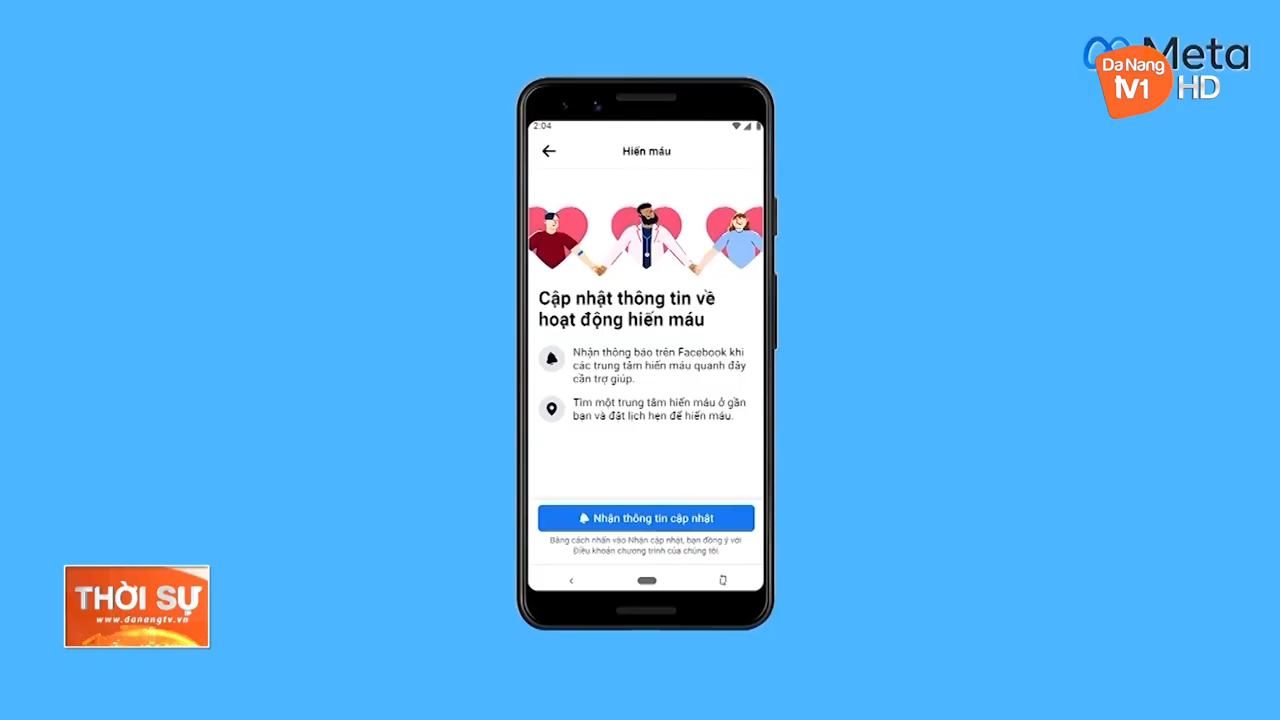 Meta
Da Nang
TV1 HD
2:04
Hiến máu
Cập nhật thông tin về
hoạt động hiến máu
Nhận thông báo trên Facebook khi
các trung tâm hiến máu quanh đây
cần trợ giúp.
Tìm một trung tâm hiến máu ở gần
bạn và đặt lịch hẹn để hiến máu.
Nhận thông tin cập nhật
Bằng cách nhấn vào Nhận cập nhật, bạn đồng ý với
Điều khoản chương trình của chúng tôi.
THỜI SỰ
www.danangtv.vn